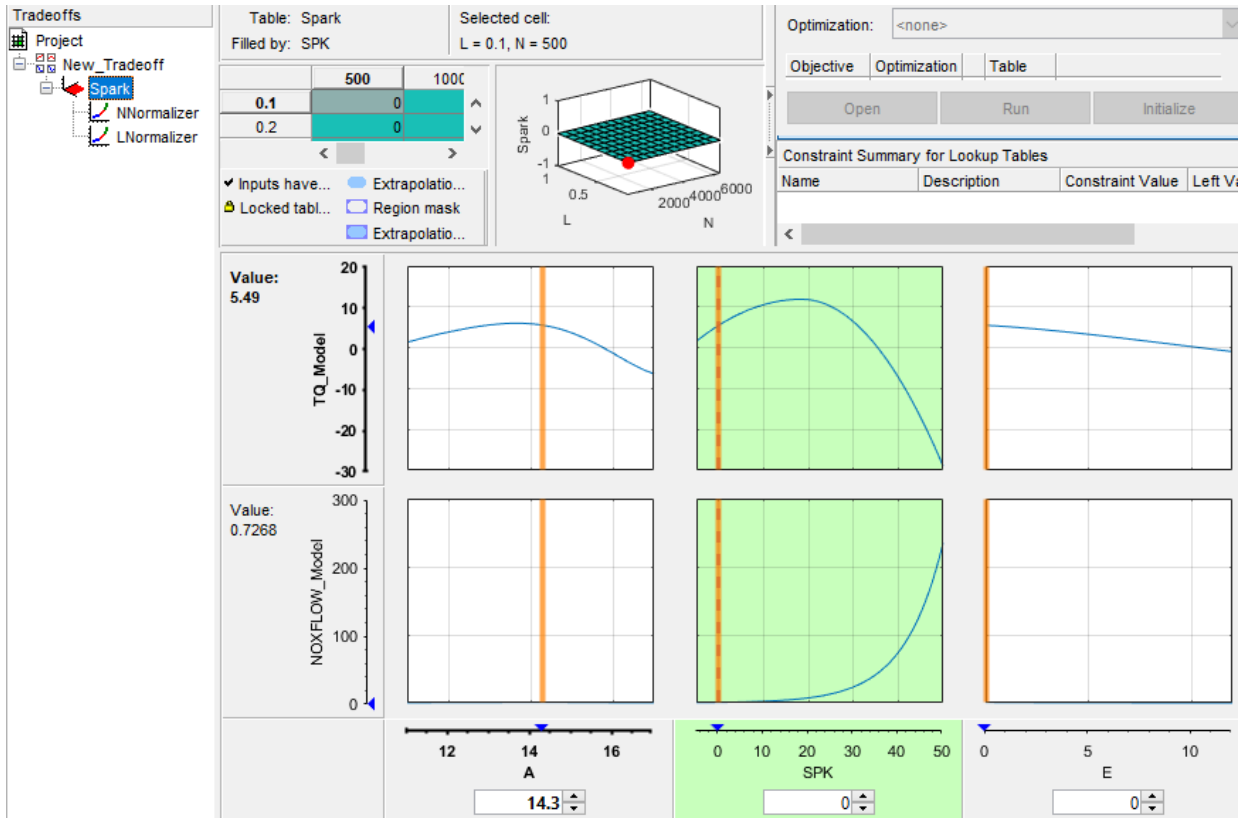 Tradeoffs
Project
New_Tradeoff
Spark
NNormalizer
LNormalizer
Table: Spark
Filled by: SPK
Selected cell:
L = 0.1, N = 500
500 1000
0.1 0
0.2 0
Inputs have... Extrapolatio...
Locked tabl... Region mask
Extrapolatio...
1
0
-1
Spark
1
0.5
L
2000 4000 6000
N
Optimization: <none>
Objective Optimization Table
Open Run Initialize
Constraint Summary for Lookup Tables
Name Description Constraint Value Left Va
Value:
5.49
TQ_Model
20
10
0
-10
-20
-30
Value:
0.7268
NOXFLOW_Model
300
200
100
0
12 14 16
A
14.3
0 10 20 30 40 50
SPK
0
0 5 10
E
0